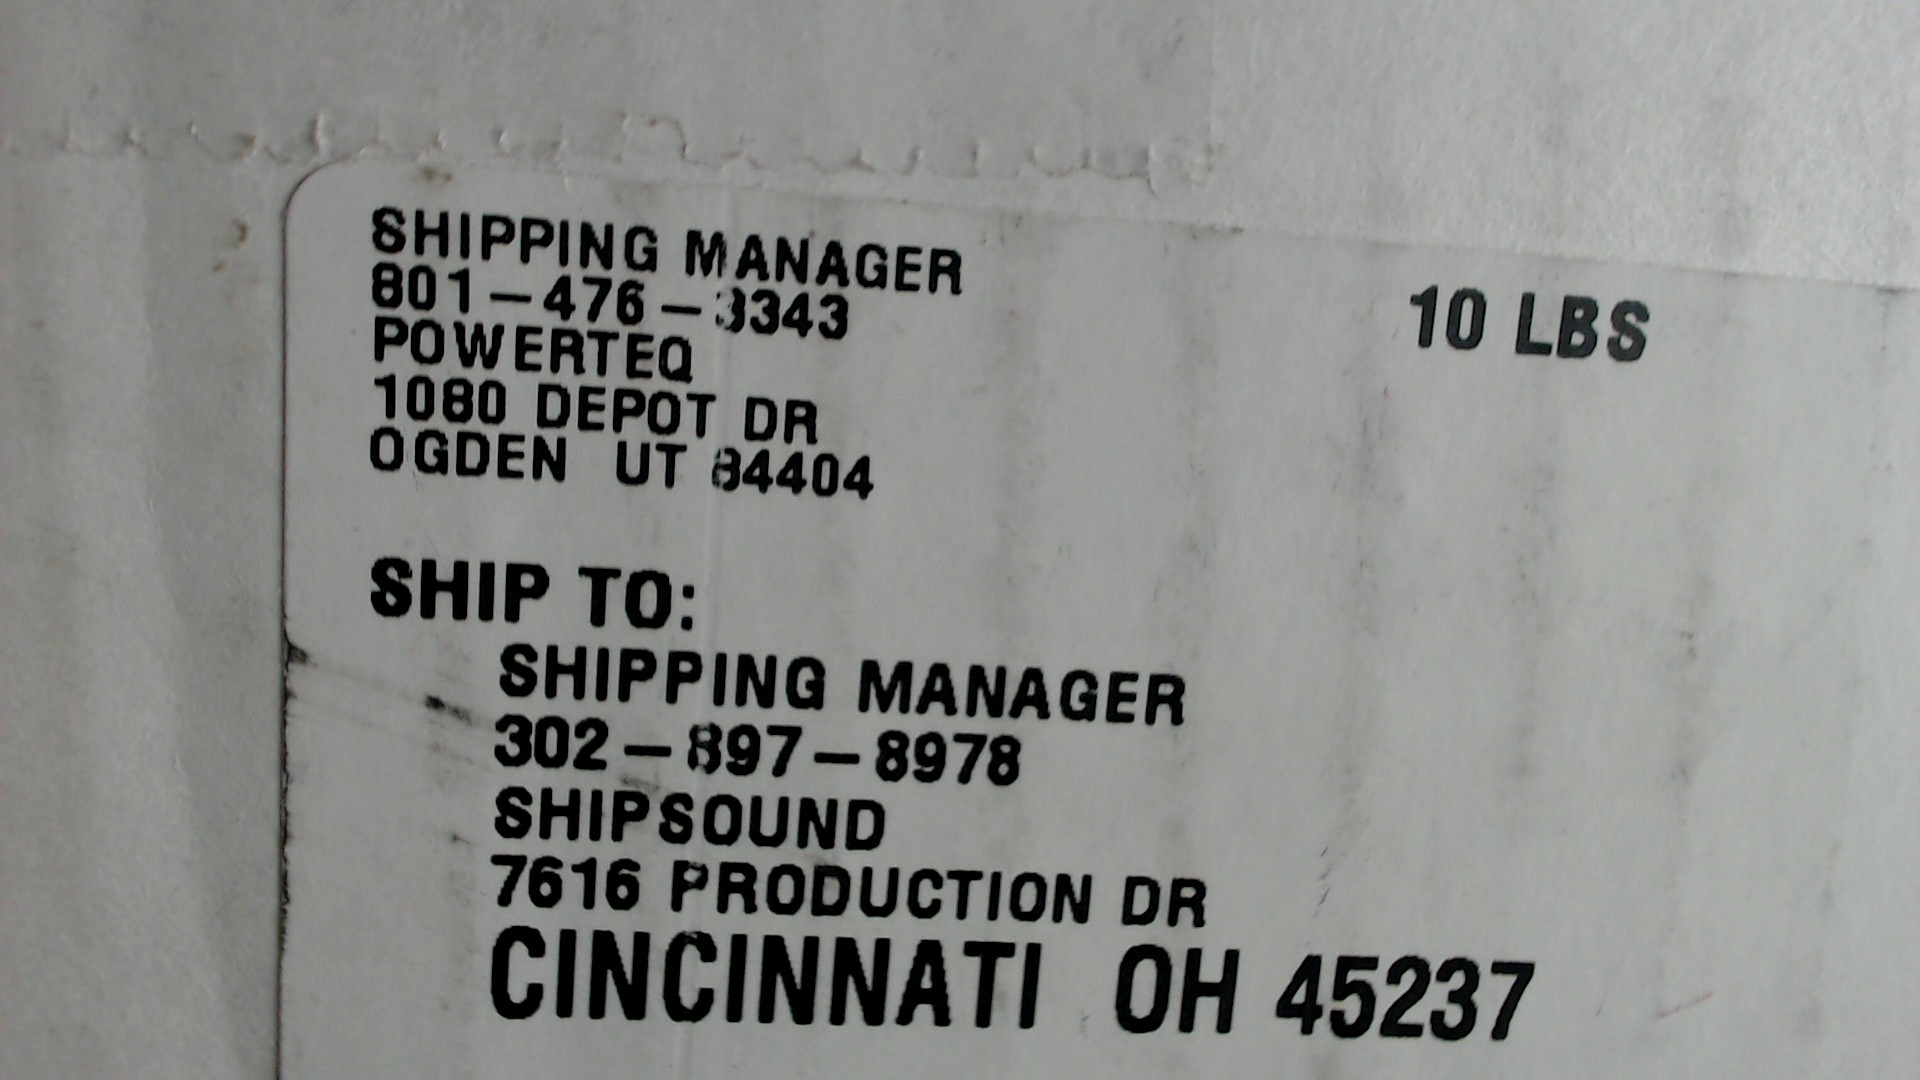 SHIPPING MANAGER
801-476-3343
POWERTEQ
1080 DEPOT DR
OGDEN UT 84404
10 LBS
SHIP TO:
SHIPPING MANAGER
302-897-8978
SHIPSOUND
7616 PRODUCTION DR
CINCINNATI OH 45237